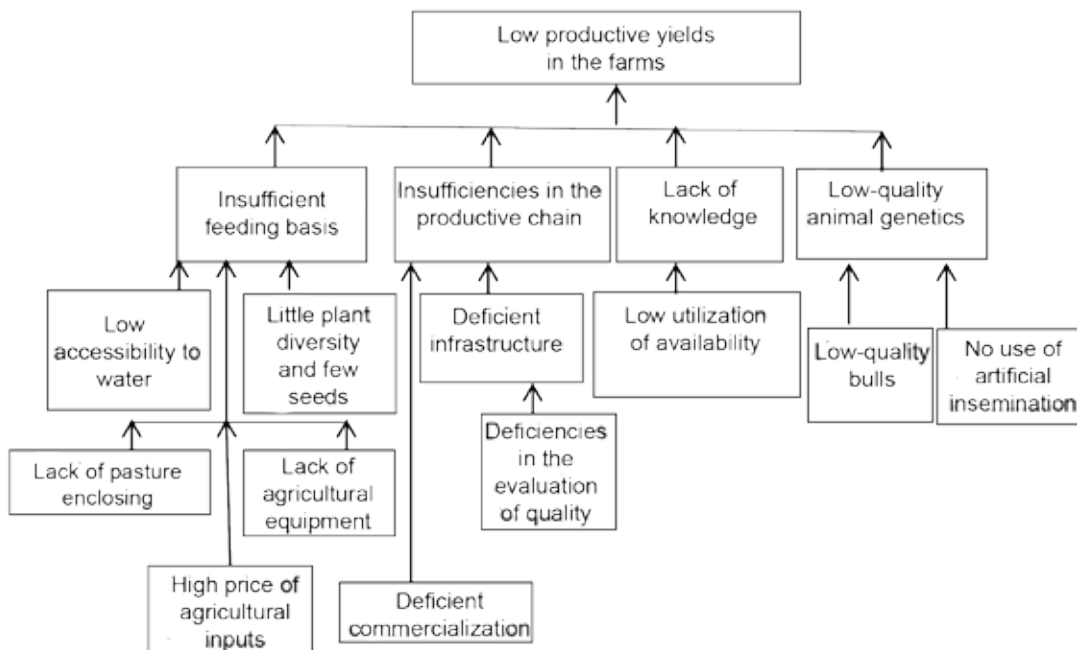 Low productive yields
in the farms
Insufficient
feeding basis
Insufficiencies in the
productive chain
Lack of
knowledge
Low-quality
animal genetics
Low
accessibility to
water
Little plant
diversity
and few
seeds
Deficient
infrastructure
Low utilization
of availability
Low-quality
bulls
No use of
artificial
insemination
Lack of pasture
enclosing
Lack of
agricultural
equipment
Deficiencies
in the
evaluation
of quality
High price of
agricultural
inputs
Deficient
commercialization